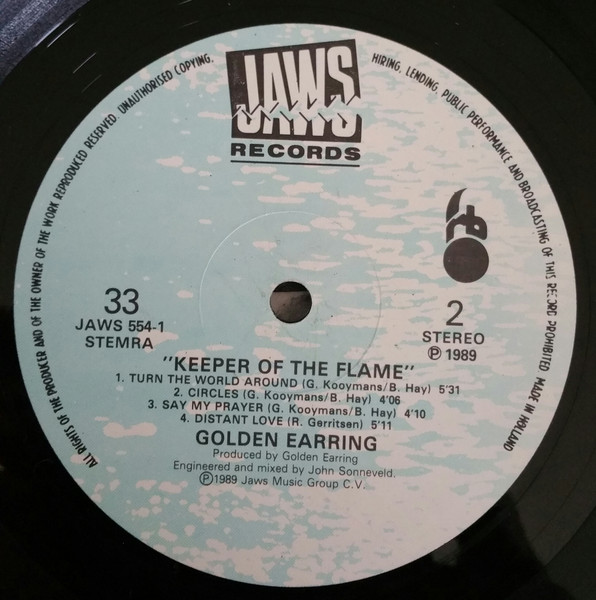 JAWS
RECORDS
ALL RIGHTS OF THE PRODUCER AND OF THE OWNER OF THE WORK REPRODUCED RESERVED. UNAUTHORISED COPYING, HIRING, LENDING, PUBLIC PERFORMANCE AND BROADCASTING OF THIS RECORD PROHIBITED MADE IN HOLLAND
33
JAWS 554-1
STEMRA
2
STEREO
Ⓟ 1989
"KEEPER OF THE FLAME"
1. TURN THE WORLD AROUND (G. Kooymans/B. Hay) 5'31
2. CIRCLES (G. Kooymans/B. Hay) 4'06
3. SAY MY PRAYER (G. Kooymans/B. Hay) 4'10
4. DISTANT LOVE (R. Gerritsen) 5'11
GOLDEN EARRING
Produced by Golden Earring
Engineered and mixed by John Sonneveld.
Ⓟ1989 Jaws Music Group C.V.